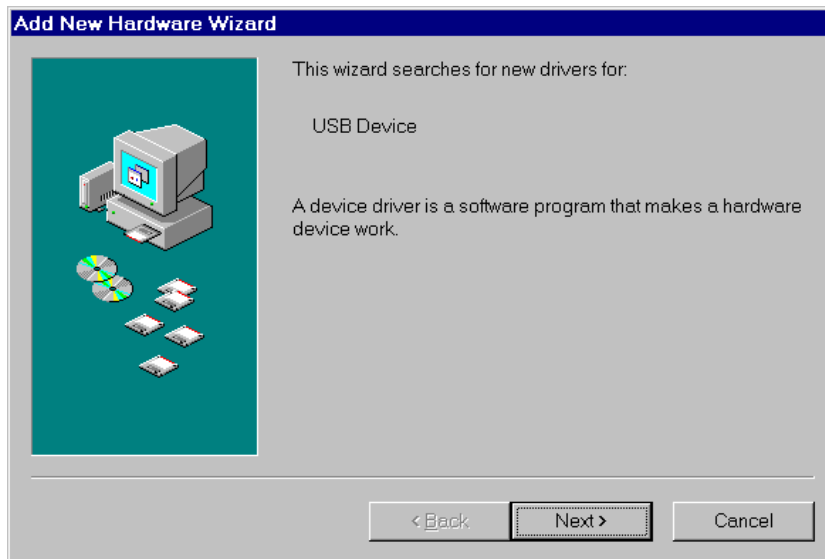 Add New Hardware Wizard
This wizard searches for new drivers for:
USB Device
A device driver is a software program that makes a hardware
device work.
< Back
Next >
Cancel